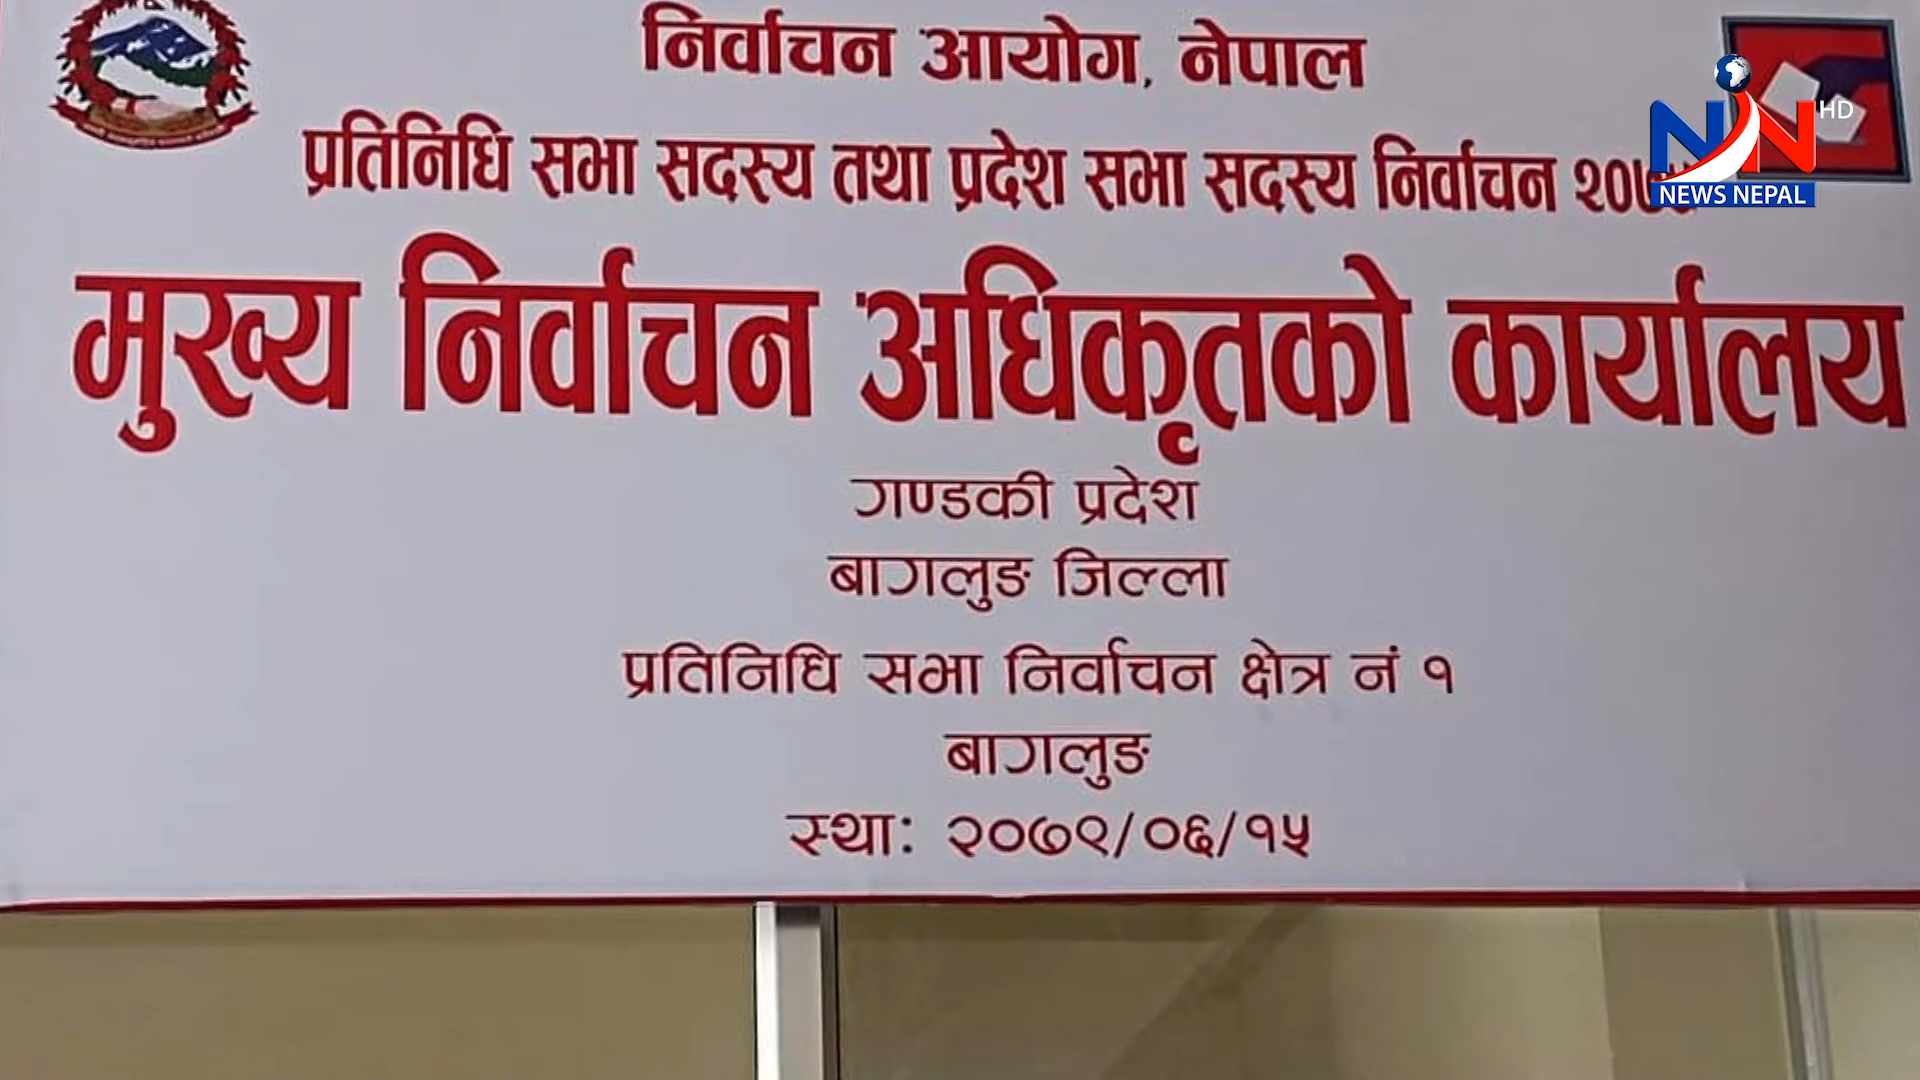 निर्वाचन आयोग, नेपाल
प्रतिनिधि सभा सदस्य तथा प्रदेश सभा सदस्य निर्वाचन
मुख्य निर्वाचन अधिकृतको कार्यालय
गण्डकी प्रदेश
बागलुङ जिल्ला
प्रतिनिधि सभा निर्वाचन क्षेत्र नं १
बागलुङ
स्था: २०७९/०६/१५
NN HD
NEWS NEPAL